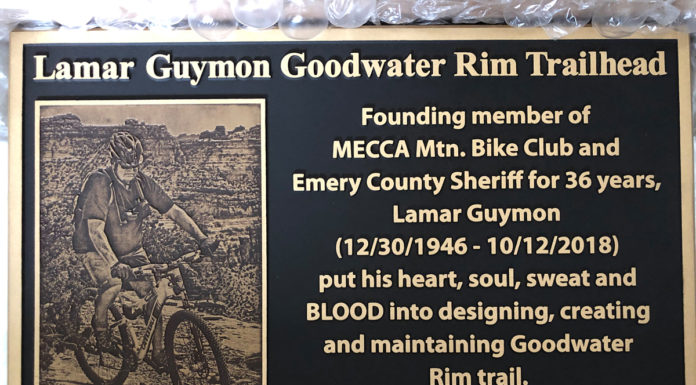 Lamar Guymon Goodwater Rim Trailhead
Founding member of
MECCA Mtn. Bike Club and
Emery County Sheriff for 36 years,
Lamar Guymon
(12/30/1946 - 10/12/2018)
put his heart, soul, sweat and
BLOOD into designing, creating
and maintaining Goodwater
Rim trail.